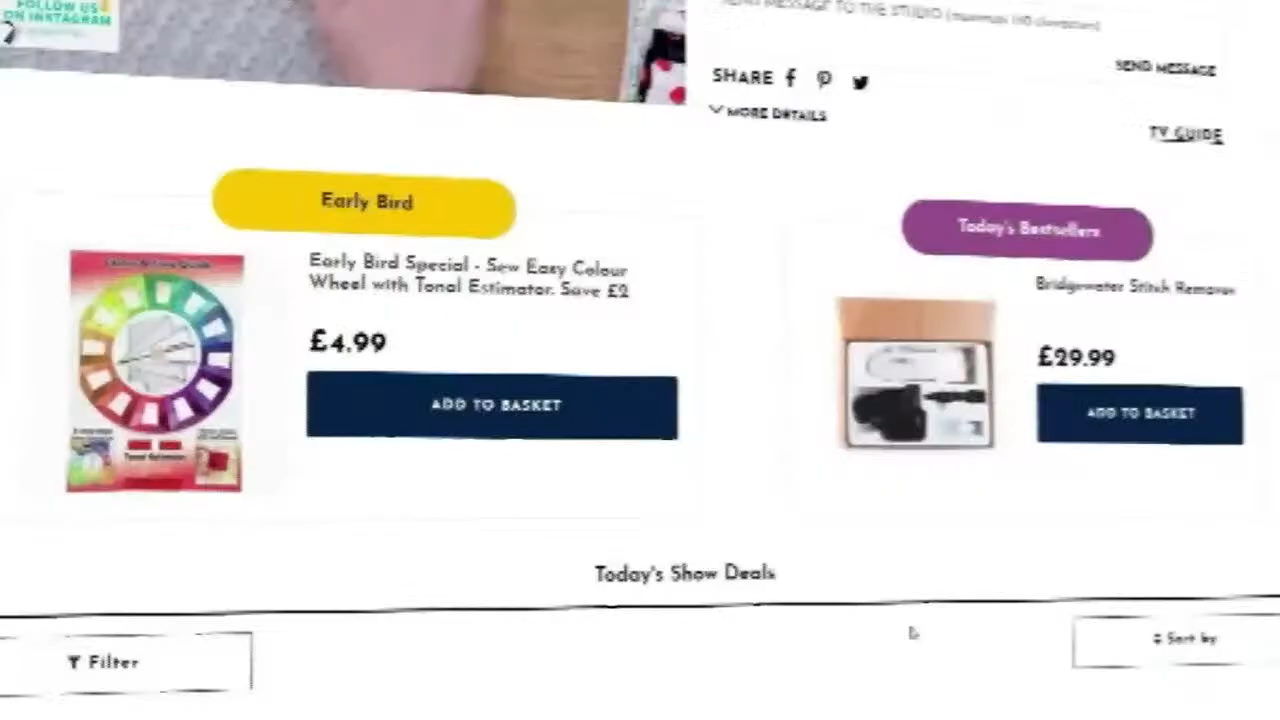 FOLLOW US
ON INSTAGRAM
SEND MESSAGE TO THE STUDIO
SEND MESSAGE
SHARE
MORE DETAILS
TV GUIDE
Early Bird
Today's Bestsellers
Early Bird Special - Sew Easy Colour
Wheel with Tonal Estimator. Save £2
£4.99
ADD TO BASKET
Bridgewater Stitch Remover
£29.99
ADD TO BASKET
Tonal Estimator
Today's Show Deals
Filter
Sort by